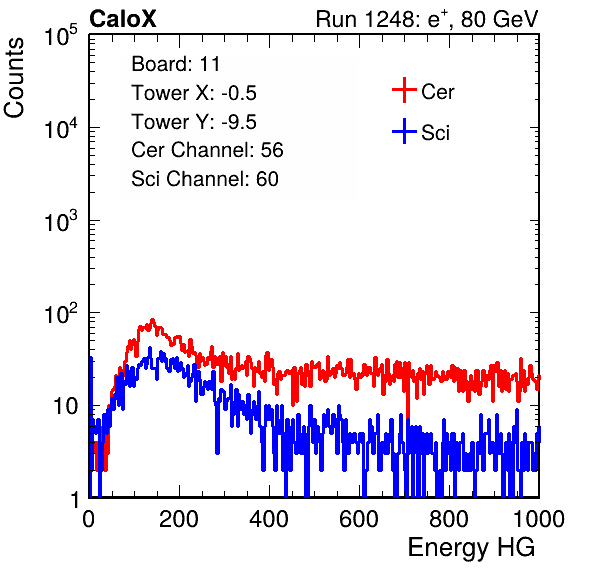 CaloX Run 1248: e⁺, 80 GeV
Counts
10⁵
10⁴
10³
10²
10
1
Board: 11
Tower X: -0.5
Tower Y: -9.5
Cer Channel: 56
Sci Channel: 60
Cer
Sci
0 200 400 600 800 1000
Energy HG